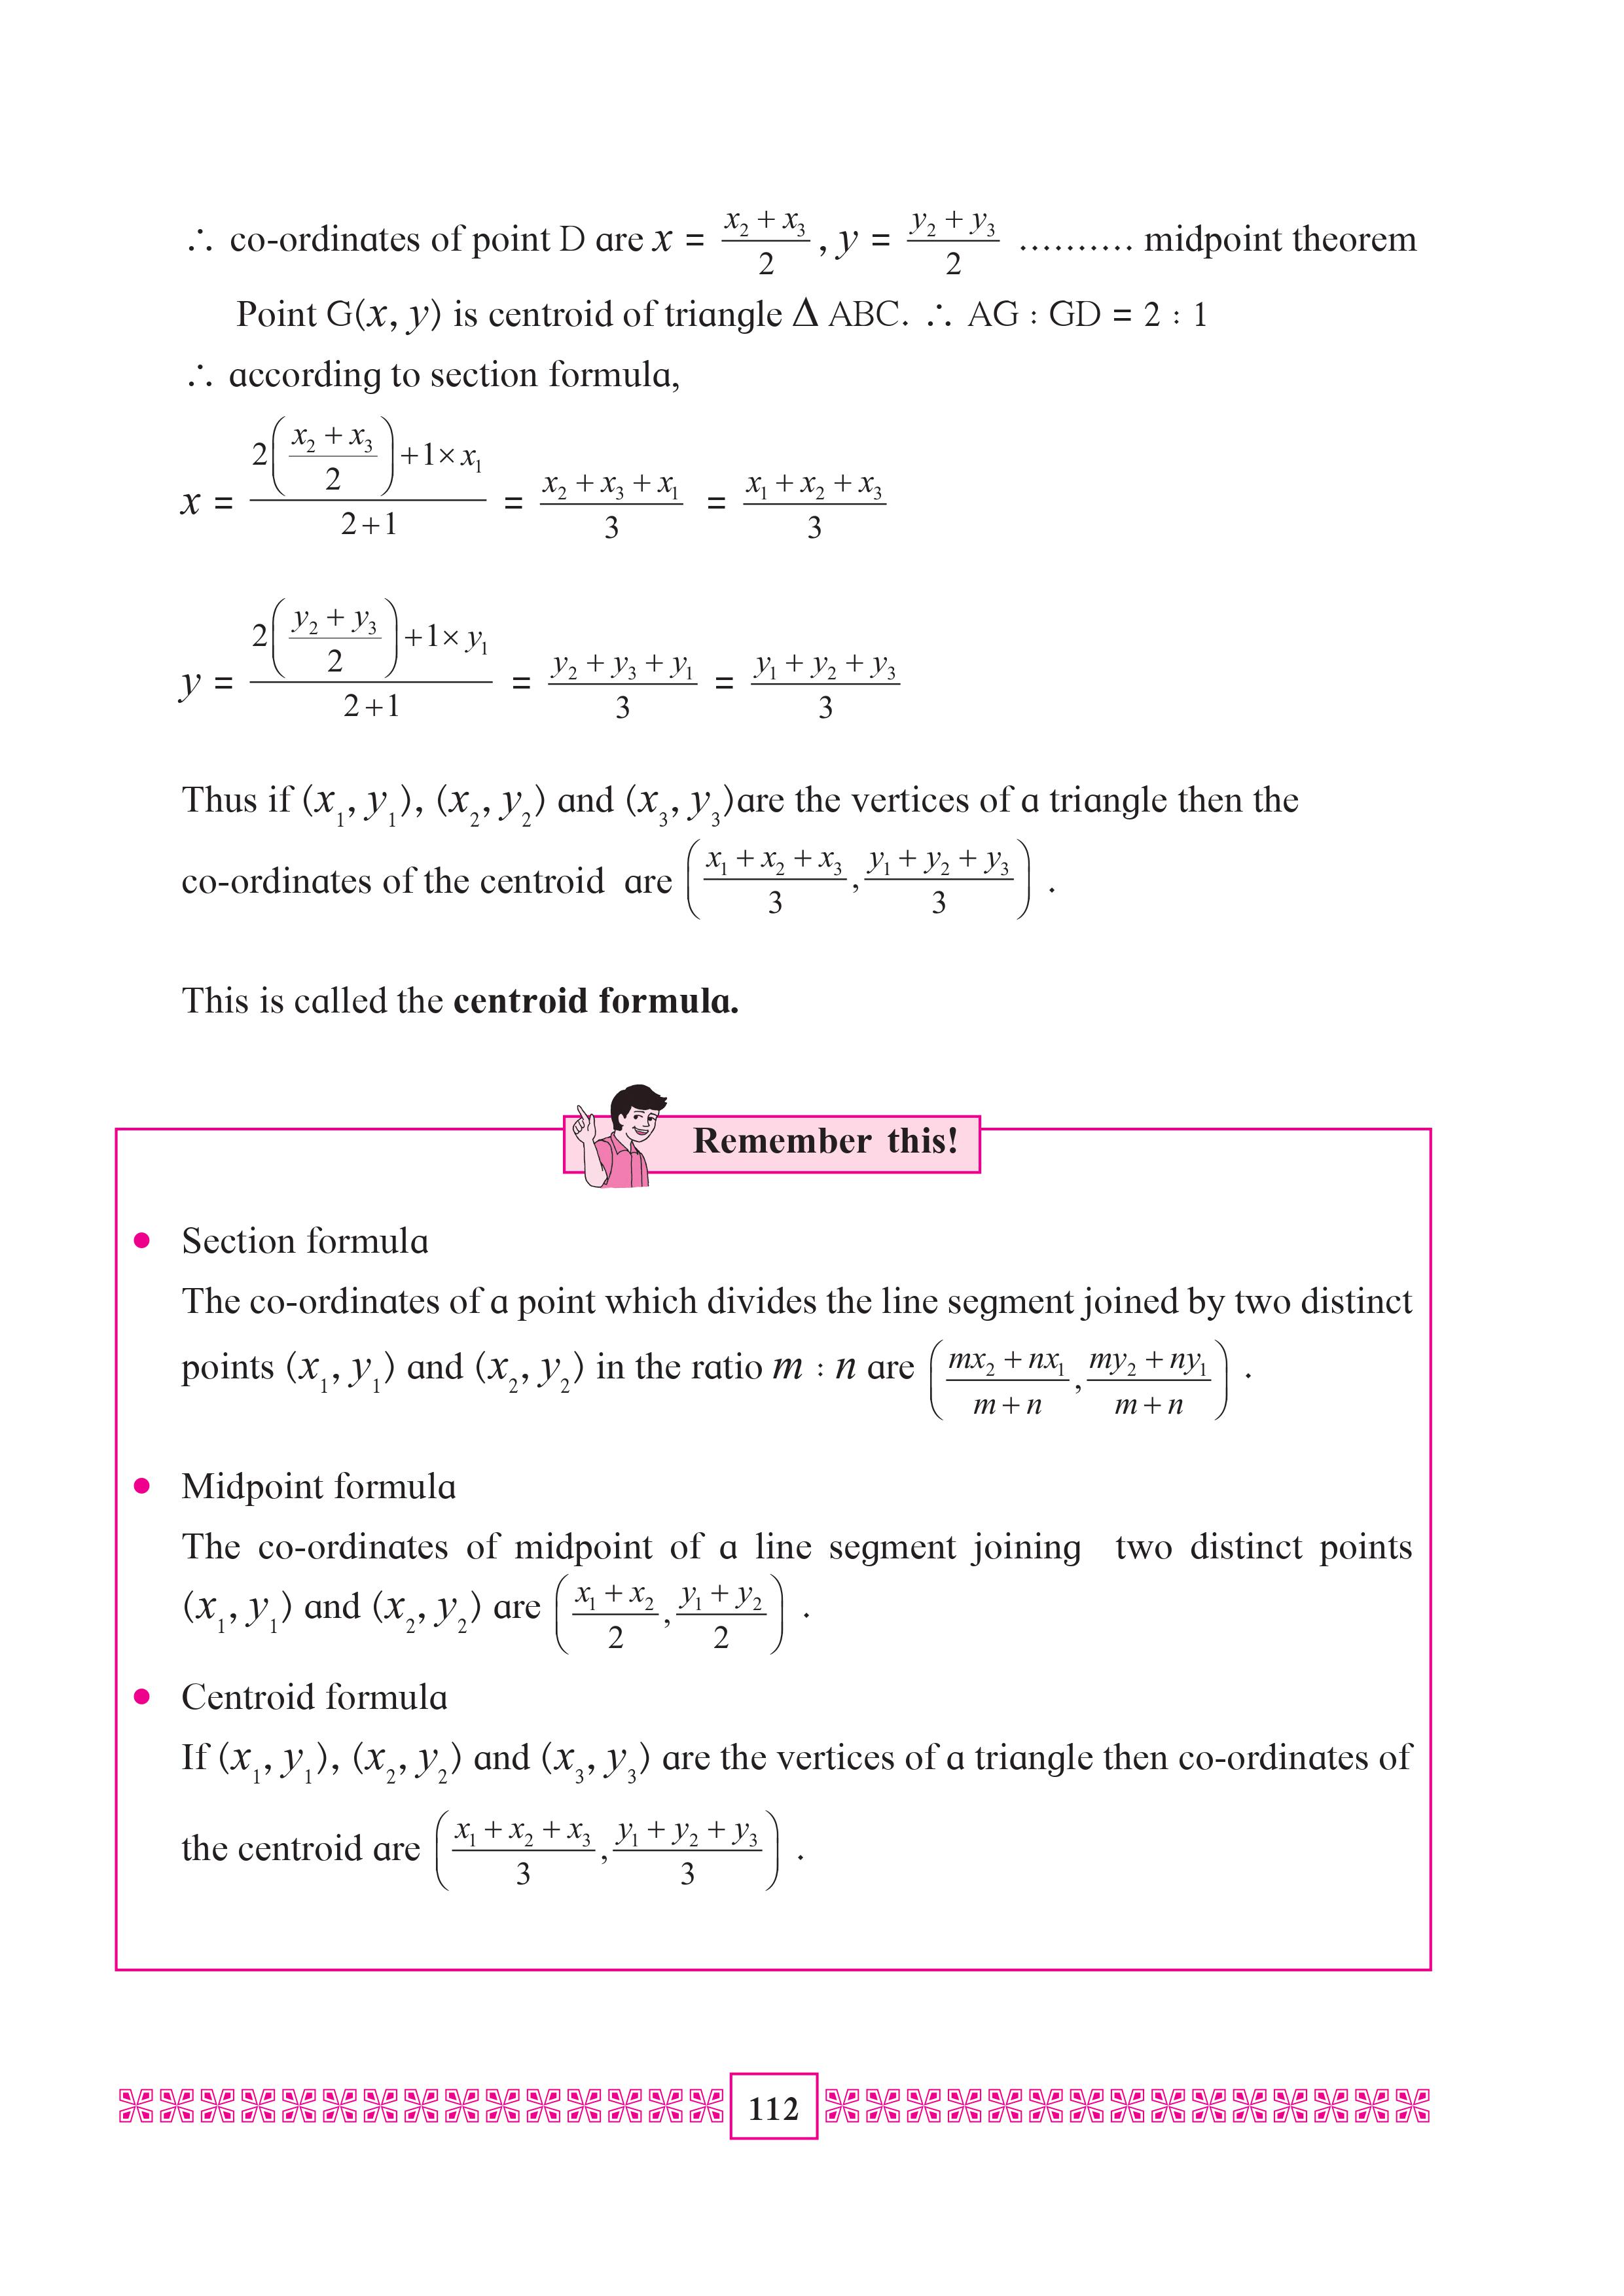 ∴ co-ordinates of point D are x = \frac{x_2 + x_3}{2}, y = \frac{y_2 + y_3}{2} .......... midpoint theorem
Point G(x, y) is centroid of triangle Δ ABC. ∴ AG : GD = 2 : 1
∴ according to section formula,
x = \frac{2\left(\frac{x_2 + x_3}{2}\right) + 1 × x_1}{2 + 1} = \frac{x_2 + x_3 + x_1}{3} = \frac{x_1 + x_2 + x_3}{3}
y = \frac{2\left(\frac{y_2 + y_3}{2}\right) + 1 × y_1}{2 + 1} = \frac{y_2 + y_3 + y_1}{3} = \frac{y_1 + y_2 + y_3}{3}
Thus if (x_1, y_1), (x_2, y_2) and (x_3, y_3)are the vertices of a triangle then the
co-ordinates of the centroid are \left(\frac{x_1 + x_2 + x_3}{3}, \frac{y_1 + y_2 + y_3}{3}\right) .
This is called the centroid formula.
Remember this!
● Section formula
The co-ordinates of a point which divides the line segment joined by two distinct
points (x_1, y_1) and (x_2, y_2) in the ratio m : n are \left(\frac{mx_2 + nx_1}{m + n}, \frac{my_2 + ny_1}{m + n}\right) .
● Midpoint formula
The co-ordinates of midpoint of a line segment joining two distinct points
(x_1, y_1) and (x_2, y_2) are \left(\frac{x_1 + x_2}{2}, \frac{y_1 + y_2}{2}\right) .
● Centroid formula
If (x_1, y_1), (x_2, y_2) and (x_3, y_3) are the vertices of a triangle then co-ordinates of
the centroid are \left(\frac{x_1 + x_2 + x_3}{3}, \frac{y_1 + y_2 + y_3}{3}\right) .
112